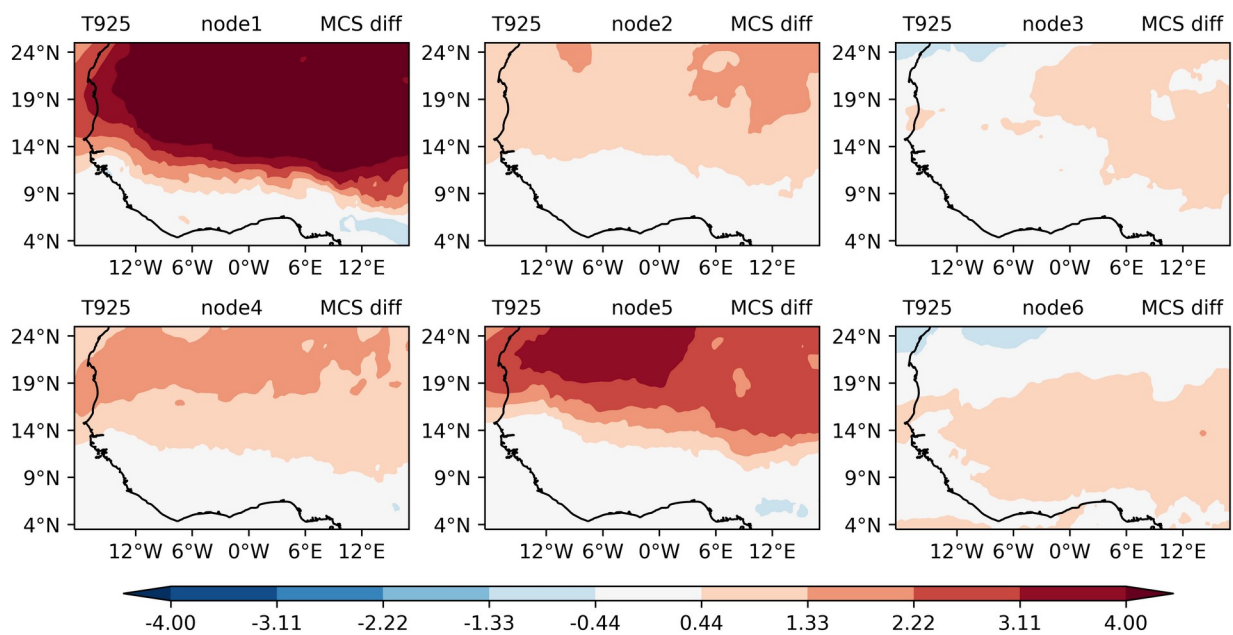 T925 node1 MCS diff
T925 node2 MCS diff
T925 node3 MCS diff
24°N
19°N
14°N
9°N
4°N
12°W 6°W 0°W 6°E 12°E
24°N
19°N
14°N
9°N
4°N
12°W 6°W 0°W 6°E 12°E
24°N
19°N
14°N
9°N
4°N
12°W 6°W 0°W 6°E 12°E
T925 node4 MCS diff
T925 node5 MCS diff
T925 node6 MCS diff
24°N
19°N
14°N
9°N
4°N
12°W 6°W 0°W 6°E 12°E
24°N
19°N
14°N
9°N
4°N
12°W 6°W 0°W 6°E 12°E
24°N
19°N
14°N
9°N
4°N
12°W 6°W 0°W 6°E 12°E
-4.00 -3.11 -2.22 -1.33 -0.44 0.44 1.33 2.22 3.11 4.00